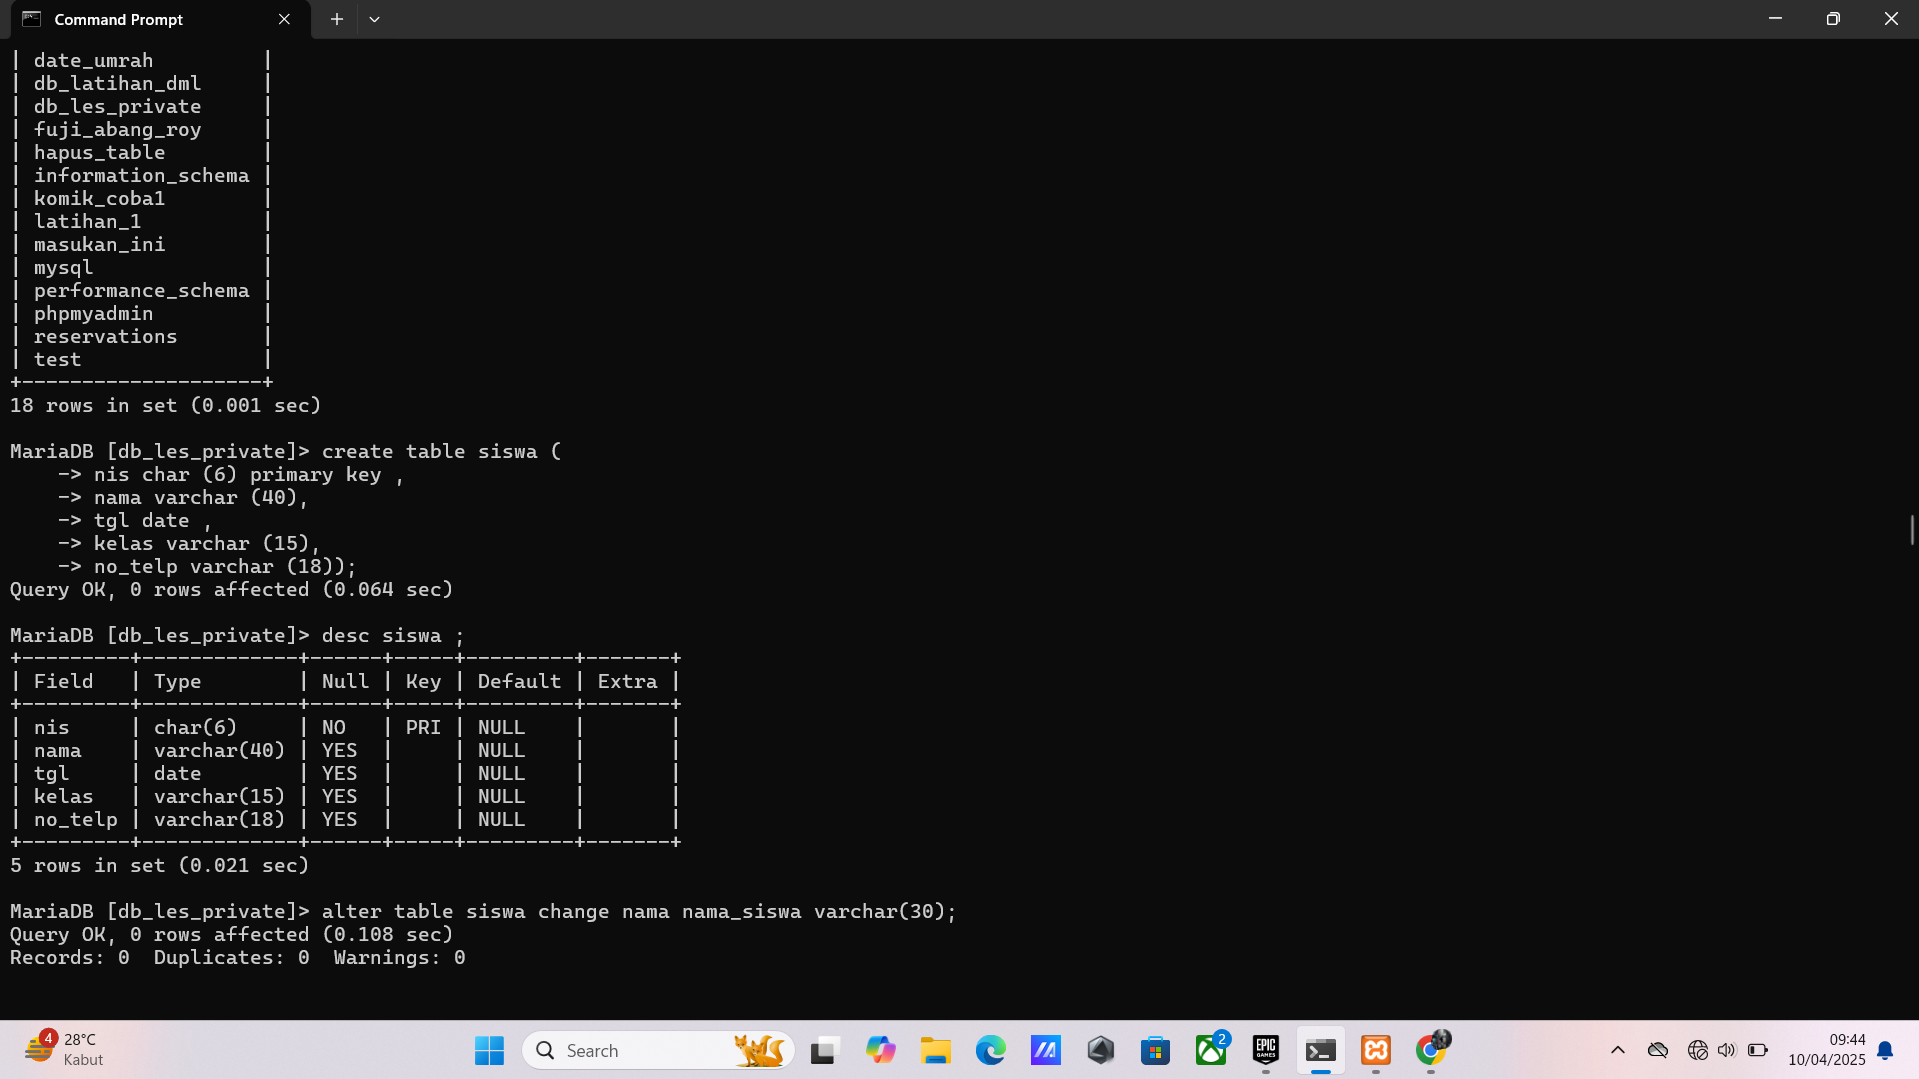 Command Prompt
| date_umrah         |
| db_latihan_dml     |
| db_les_private     |
| fuji_abang_roy     |
| hapus_table        |
| information_schema |
| komik_coba1        |
| latihan_1          |
| masukan_ini        |
| mysql              |
| performance_schema |
| phpmyadmin         |
| reservations       |
| test               |
+--------------------+
18 rows in set (0.001 sec)
MariaDB [db_les_private]> create table siswa (
    -> nis char (6) primary key ,
    -> nama varchar (40),
    -> tgl date ,
    -> kelas varchar (15),
    -> no_telp varchar (18));
Query OK, 0 rows affected (0.064 sec)
MariaDB [db_les_private]> desc siswa ;
+---------+-------------+------+-----+---------+-------+
| Field   | Type        | Null | Key | Default | Extra |
+---------+-------------+------+-----+---------+-------+
| nis     | char(6)     | NO   | PRI | NULL    |       |
| nama    | varchar(40) | YES  |     | NULL    |       |
| tgl     | date        | YES  |     | NULL    |       |
| kelas   | varchar(15) | YES  |     | NULL    |       |
| no_telp | varchar(18) | YES  |     | NULL    |       |
+---------+-------------+------+-----+---------+-------+
5 rows in set (0.021 sec)
MariaDB [db_les_private]> alter table siswa change nama nama_siswa varchar(30);
Query OK, 0 rows affected (0.108 sec)
Records: 0  Duplicates: 0  Warnings: 0
4
28°C
Kabut
Search
2
EPIC
GAMES
09:44
10/04/2025